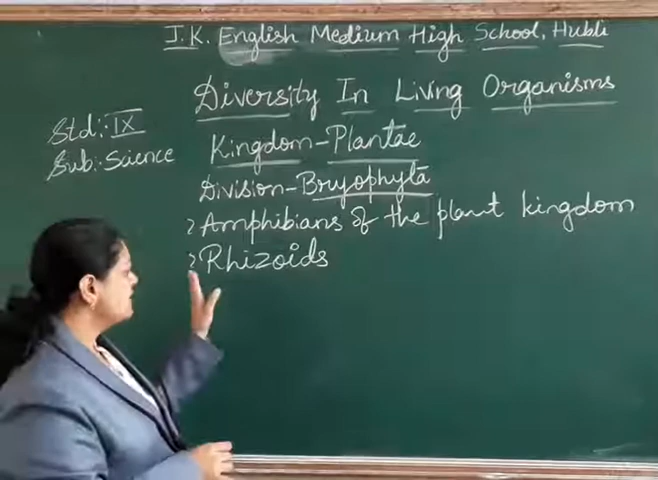 J.K. English Medium High School, Hubli
Diversity In Living Organisms
Std:- IX
Kingdom-Plantae
Sub:-Science
Division-Bryophyta
Amphibians of the plant kingdom
Rhizoids